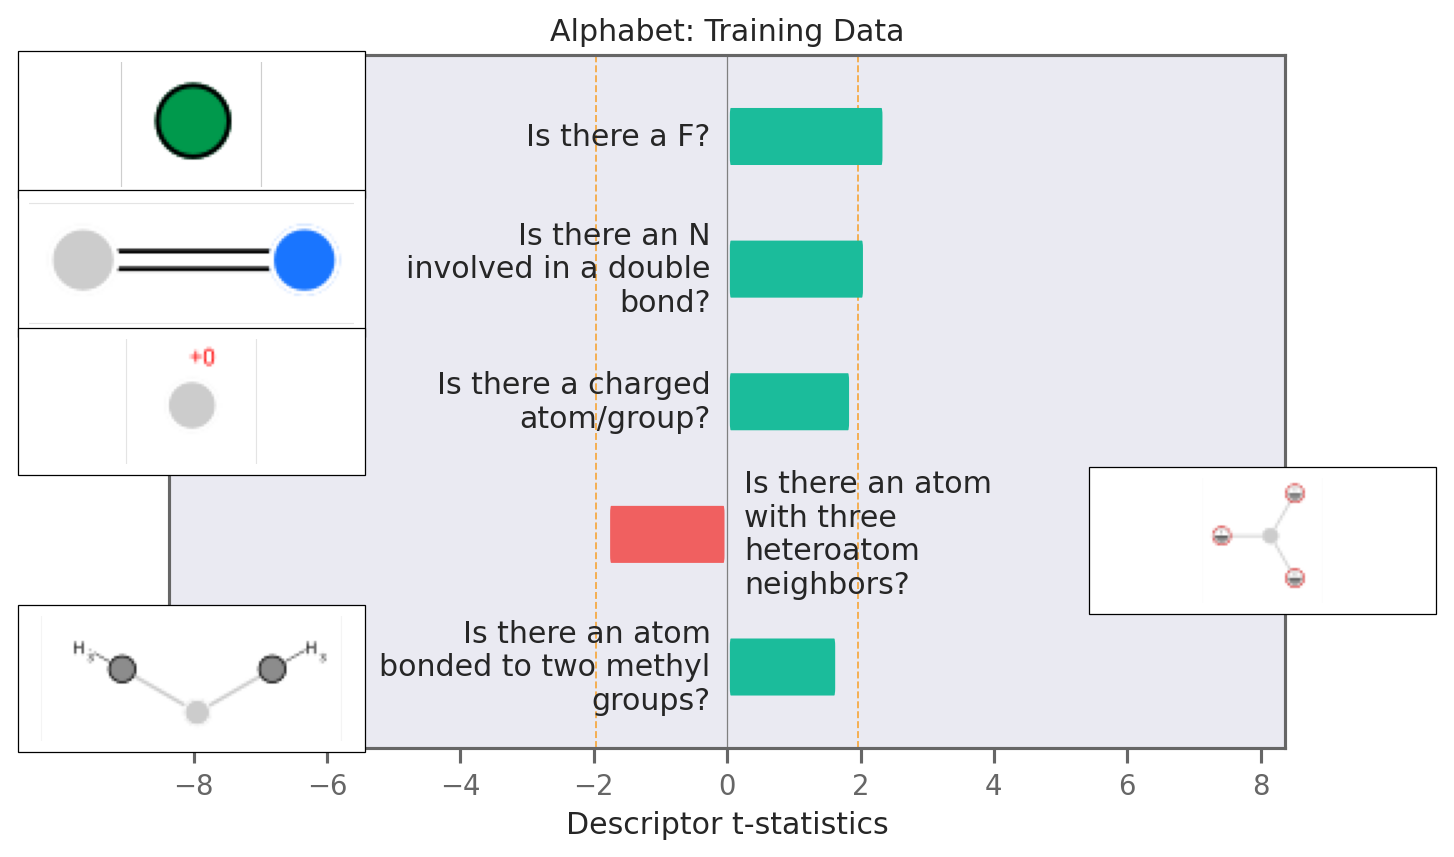 Alphabet: Training Data
Is there a F?
Is there an N
involved in a double
bond?
+0
Is there a charged
atom/group?
Is there an atom
with three
heteroatom
neighbors?
H3
H3
Is there an atom
bonded to two methyl
groups?
−8 −6 −4 −2 0 2 4 6 8
Descriptor t-statistics